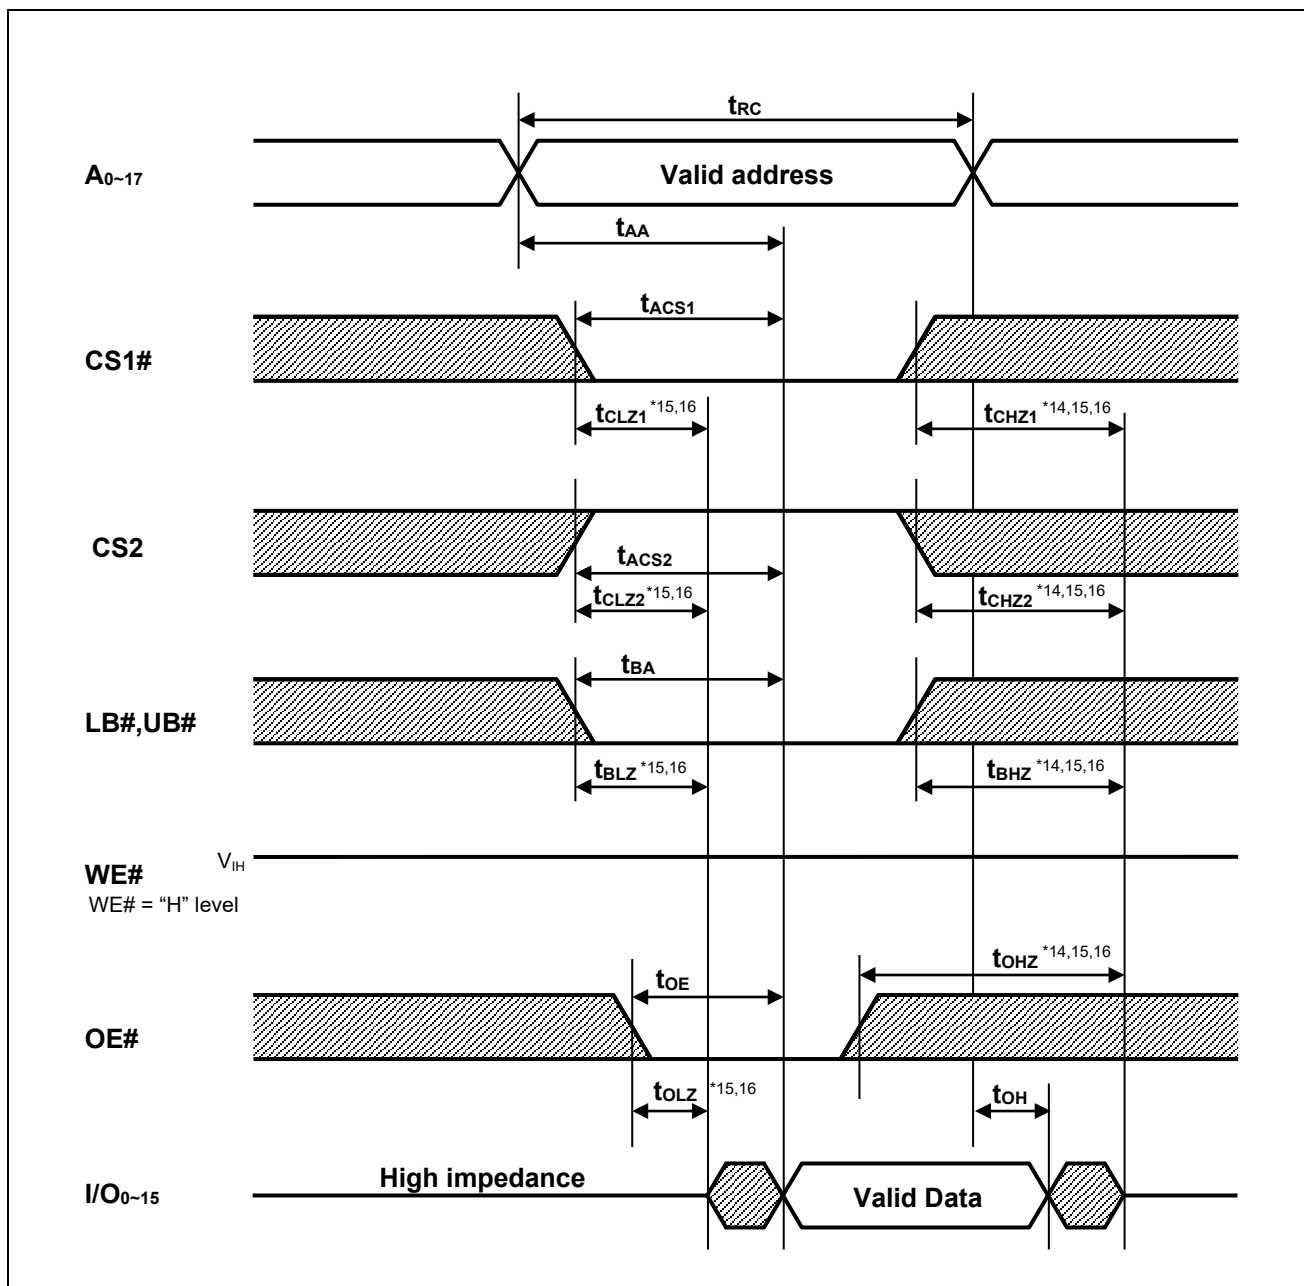 tRC
A0~17
Valid address
tAA
tACS1
CS1#
tCLZ1 *15,16
tCHZ1 *14,15,16
CS2
tACS2
tCLZ2 *15,16
tCHZ2 *14,15,16
tBA
LB#,UB#
tBLZ *15,16
tBHZ *14,15,16
VIH
WE#
WE# = “H” level
tOHZ *14,15,16
tOE
OE#
tOLZ *15,16
tOH
High impedance
I/O0~15
Valid Data